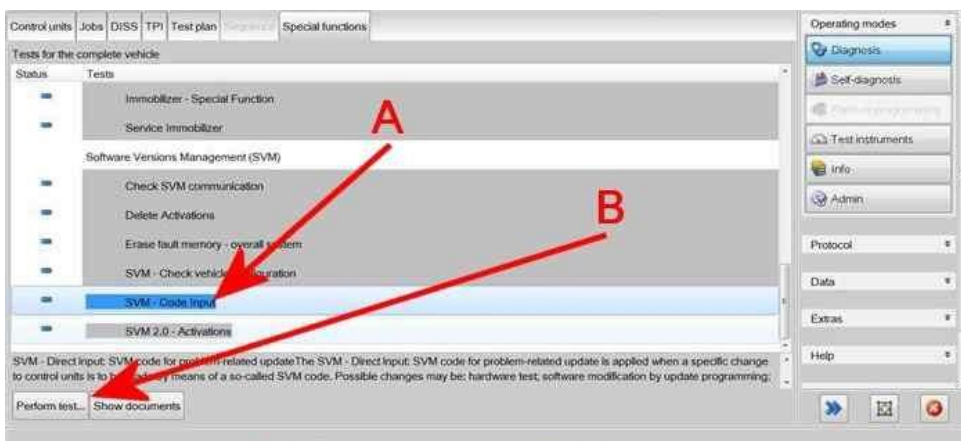 Control units Jobs DISS TPI Test plan Sequence Special functions
Tests for the complete vehicle
Status Tests
Immobilizer - Special Function
Service Immobilizer
Software Versions Management (SVM)
Check SVM communication
Delete Activations
Erase fault memory - overall system
SVM - Check vehicle configuration
SVM - Code Input
SVM 2.0 - Activations
SVM - Direct Input: SVM code for problem-related updateThe SVM - Direct Input: SVM code for problem-related update is applied when a specific change
to control units is to be made by means of a so-called SVM code. Possible changes may be: hardware test, software modification by update programming;
Perform test... Show documents
A
B
Operating modes
Diagnosis
Self-diagnosis
Test instruments
Info
Admin
Protocol
Data
Extras
Help